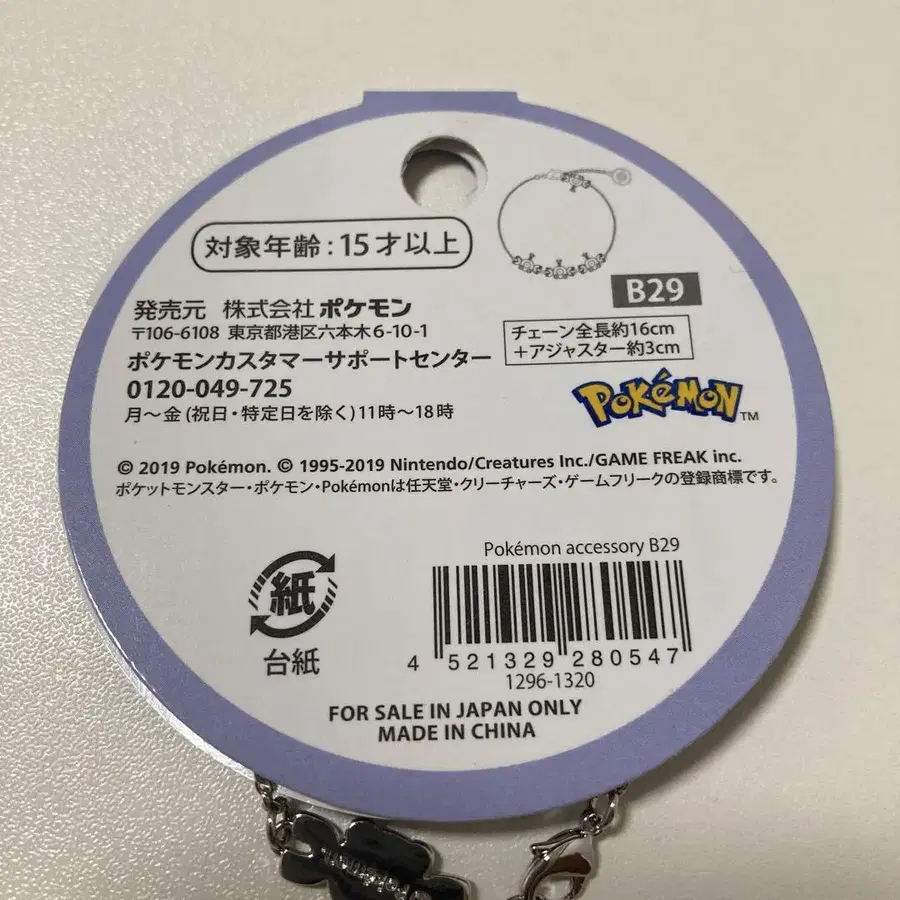 対象年齢:15才以上
B29
発売元 株式会社ポケモン
〒106-6108 東京都港区六本木6-10-1
チェーン全長約16cm
+アジャスター約3cm
ポケモンカスタマーサポートセンター
0120-049-725
月～金(祝日・特定日を除く)11時～18時
POKéMON™
© 2019 Pokémon. © 1995-2019 Nintendo/Creatures Inc./GAME FREAK inc.
ポケットモンスター・ポケモン・Pokémonは任天堂・クリーチャーズ・ゲームフリークの登録商標です。
Pokémon accessory B29
紙
台紙
4 521329 280547
1296-1320
FOR SALE IN JAPAN ONLY
MADE IN CHINA